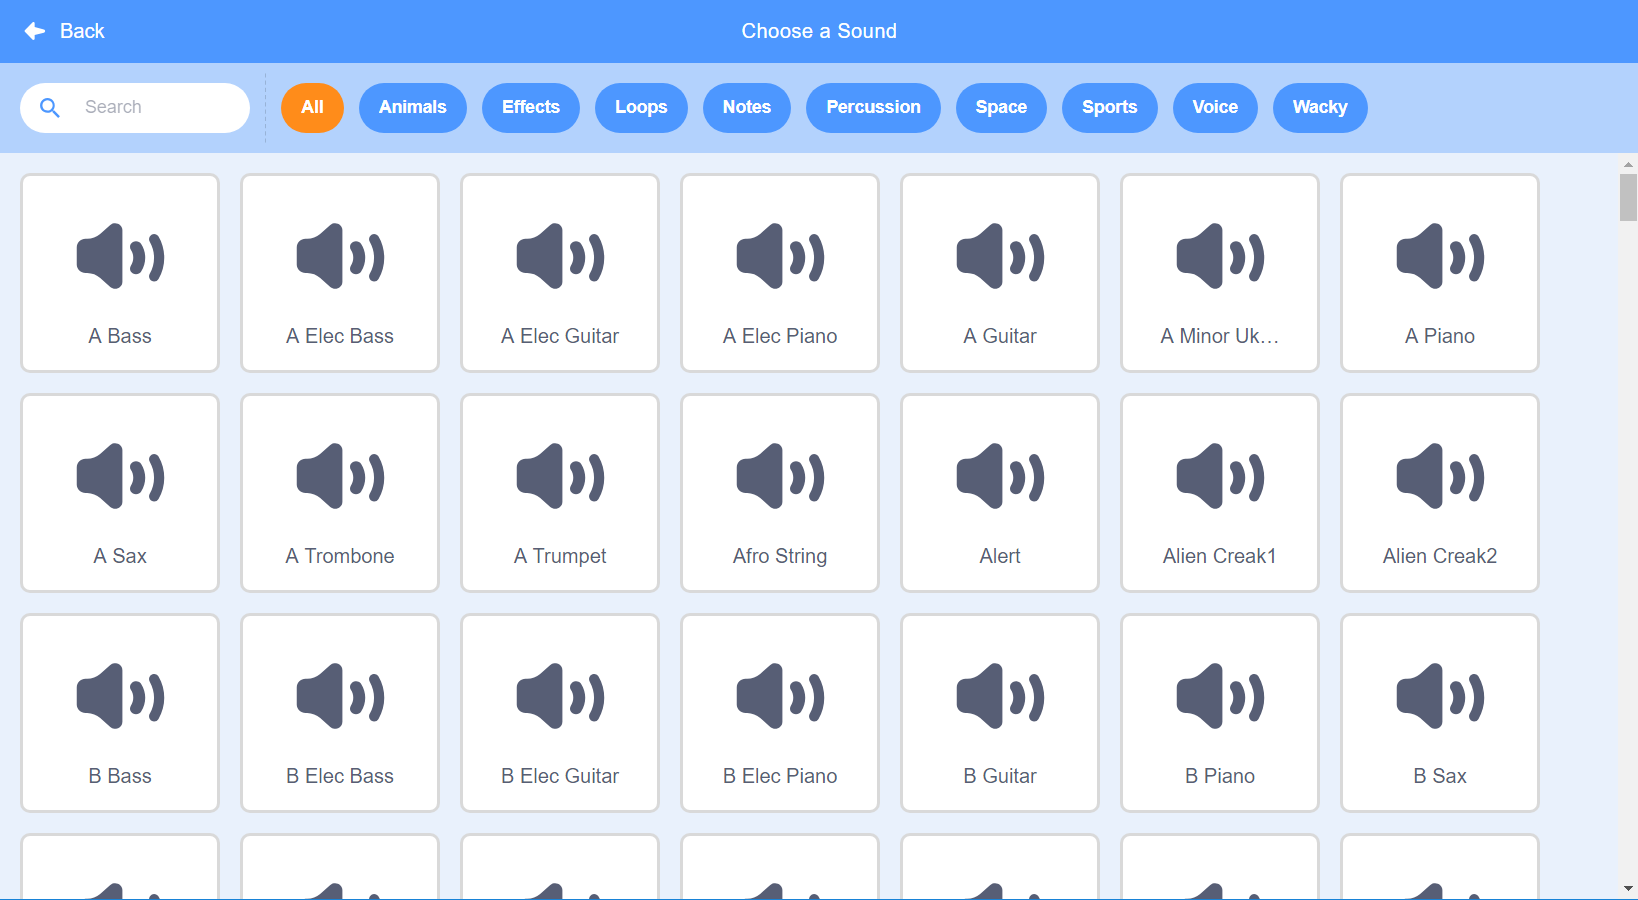 Back
Choose a Sound
Search
All
Animals
Effects
Loops
Notes
Percussion
Space
Sports
Voice
Wacky
A Bass
A Elec Bass
A Elec Guitar
A Elec Piano
A Guitar
A Minor Uk…
A Piano
A Sax
A Trombone
A Trumpet
Afro String
Alert
Alien Creak1
Alien Creak2
B Bass
B Elec Bass
B Elec Guitar
B Elec Piano
B Guitar
B Piano
B Sax